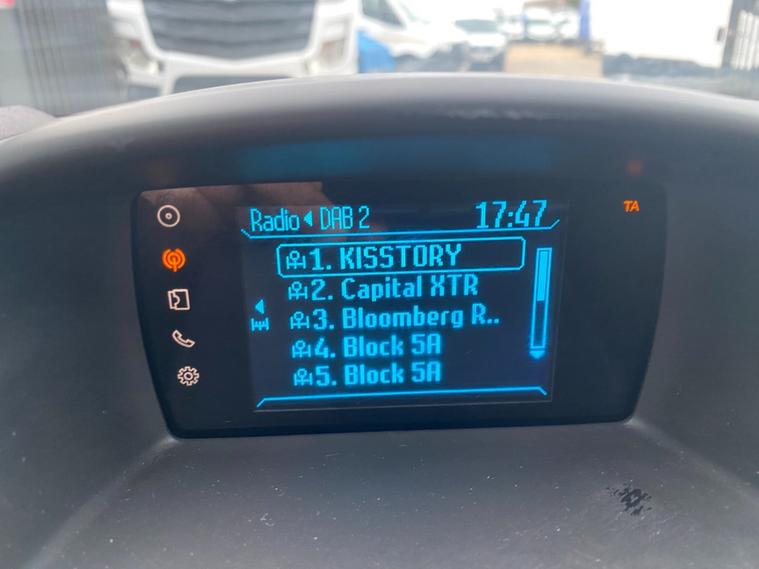 Radio DAB 2 17:47 TA
1. KISSTORY
2. Capital XTR
3. Bloomberg R..
4. Block 5A
5. Block 5A